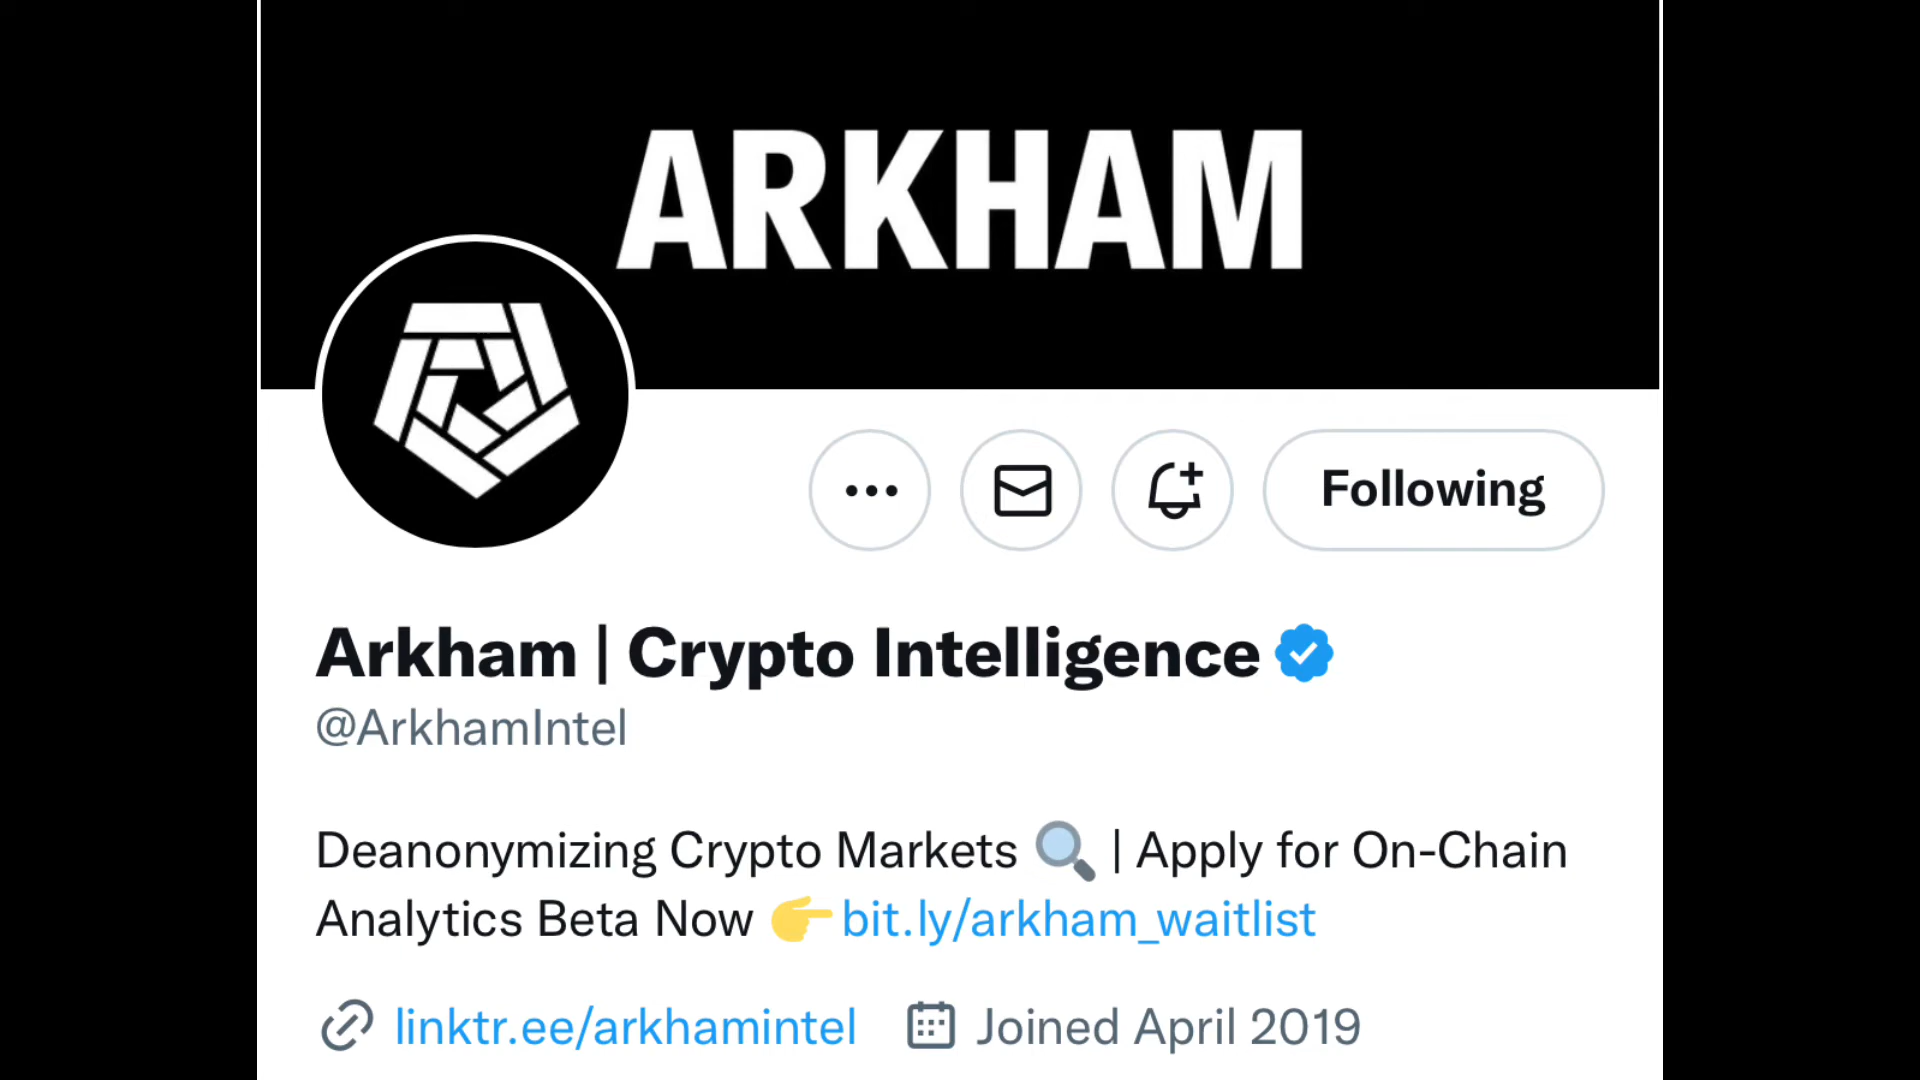 ARKHAM
Following
Arkham | Crypto Intelligence
@ArkhamIntel
Deanonymizing Crypto Markets 🔍 | Apply for On-Chain
Analytics Beta Now 👉 bit.ly/arkham_waitlist
linktr.ee/arkhamintel Joined April 2019